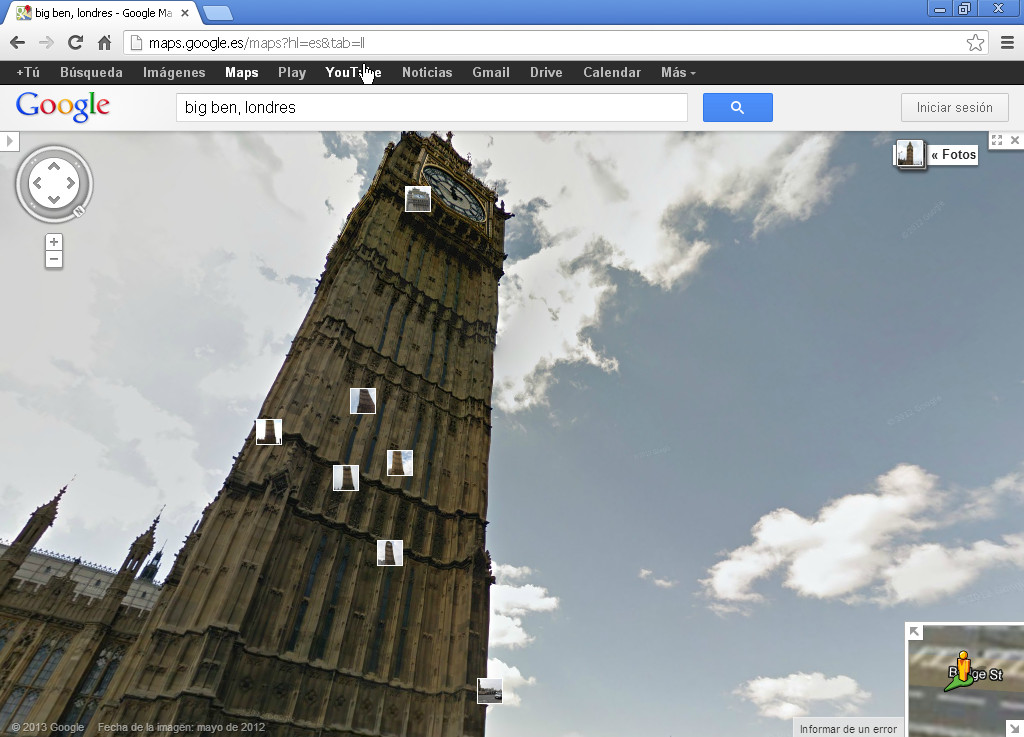 big ben, londres - Google Ma
maps.google.es/maps?hl=es&tab=ll
+Tú Búsqueda Imágenes Maps Play YouTube Noticias Gmail Drive Calendar Más
Google big ben, londres Iniciar sesión
« Fotos
N
Bridge St
© 2013 Google Fecha de la imagen: mayo de 2012 Informar de un error